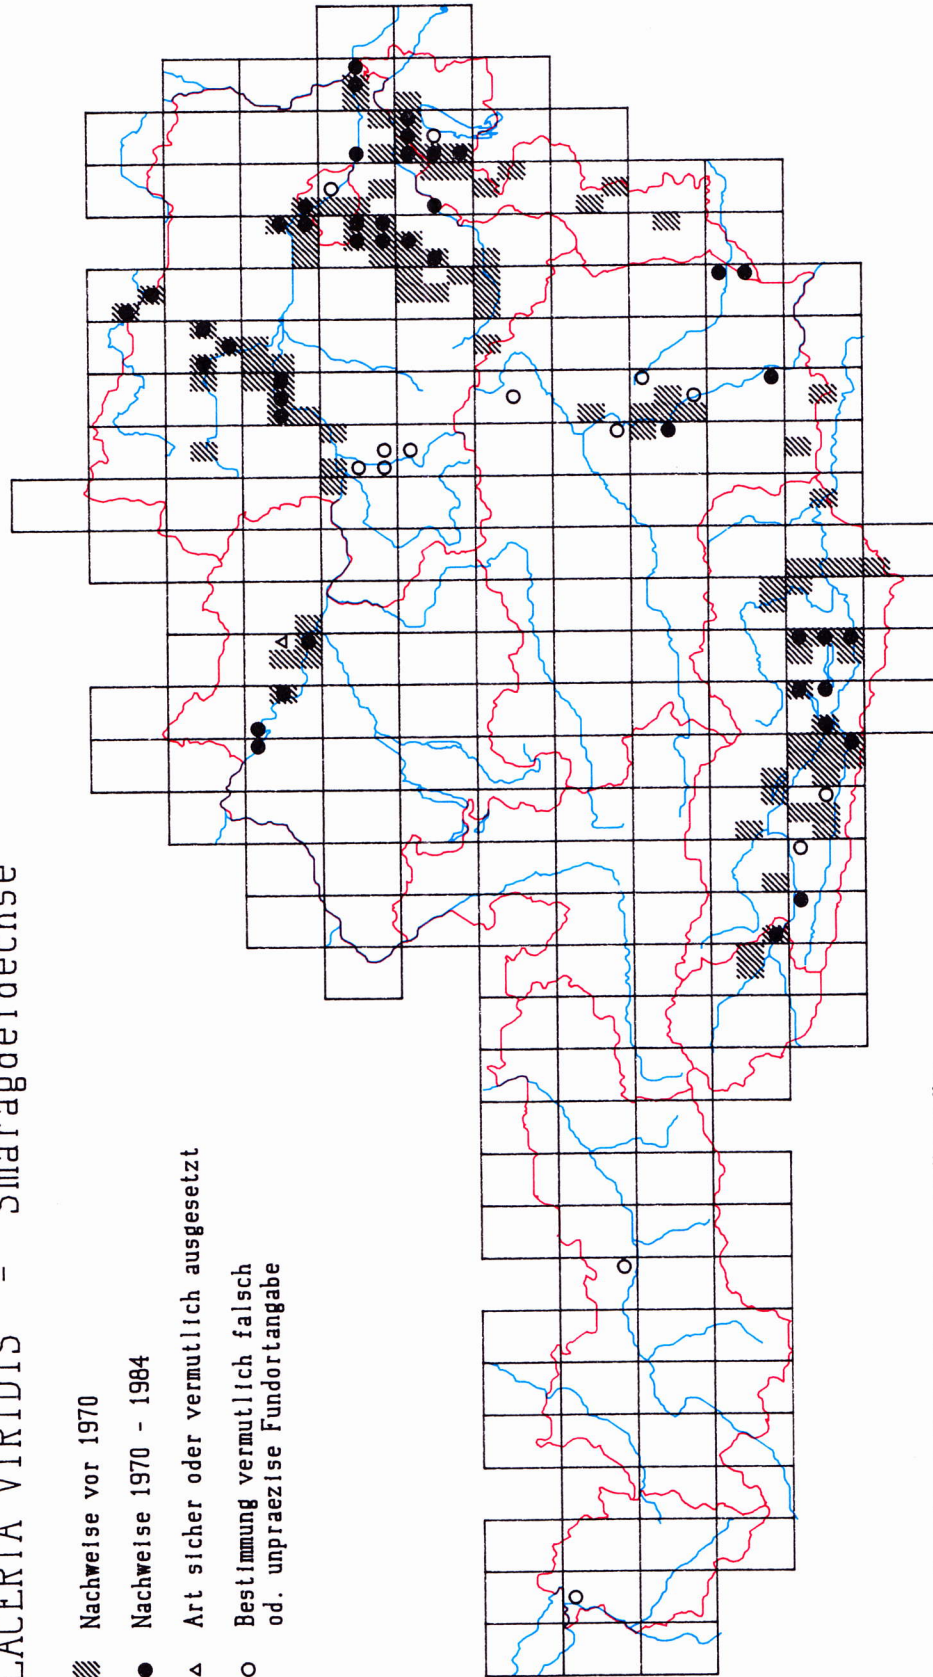 LACERTA VIRIDIS - Smaragdeidechse
Nachweise vor 1970
Nachweise 1970 - 1984
Art sicher oder vermutlich ausgesetzt
Bestimmung vermutlich falsch
od. unpraezise Fundortangabe